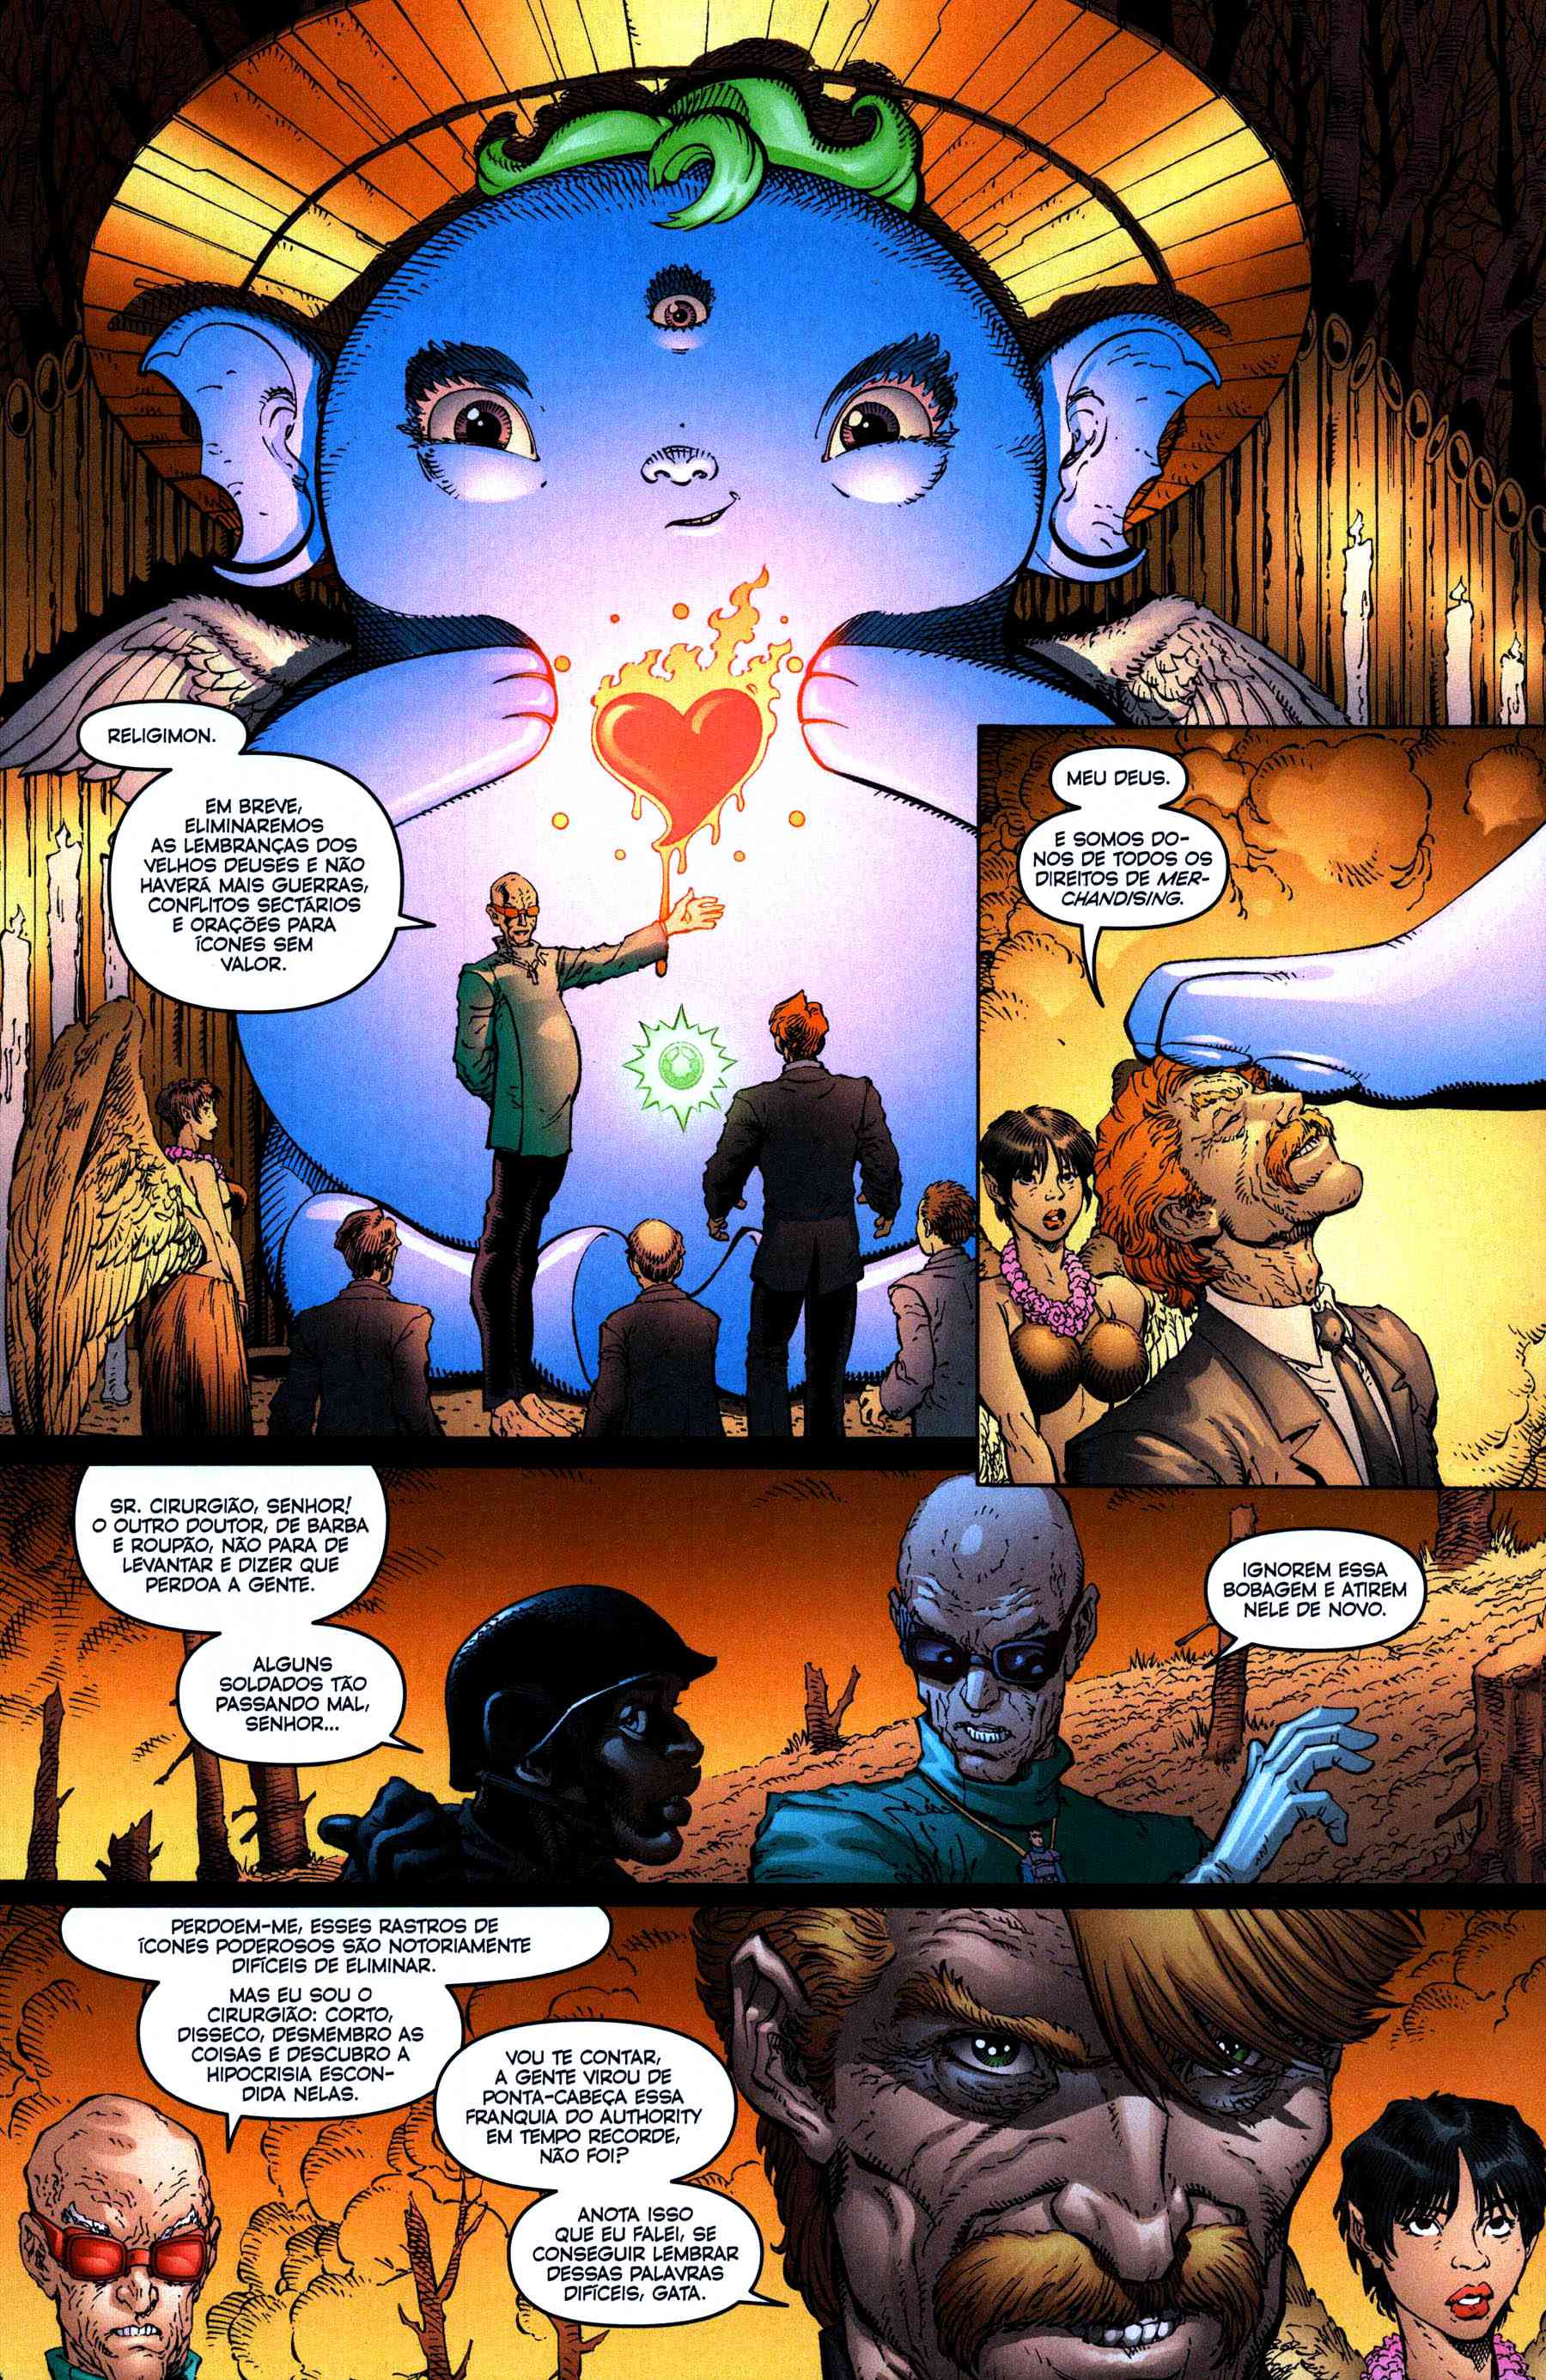 RELIGIMON.
EM BREVE,
ELIMINAREMOS
AS LEMBRANÇAS DOS
VELHOS DEUSES E NÃO
HAVERÁ MAIS GUERRAS,
CONFLITOS SECTÁRIOS
E ORAÇÕES PARA
ÍCONES SEM
VALOR.
MEU DEUS.
E SOMOS DO-
NOS DE TODOS OS
DIREITOS DE MER-
CHANDISING.
SR. CIRURGIÃO, SENHOR!
O OUTRO DOUTOR, DE BARBA
E ROUPÃO, NÃO PARA DE
LEVANTAR E DIZER QUE
PERDOA A GENTE.
ALGUNS
SOLDADOS TÃO
PASSANDO MAL,
SENHOR...
IGNOREM ESSA
BOBAGEM E ATIREM
NELE DE NOVO.
PERDOEM-ME, ESSES RASTROS DE
ÍCONES PODEROSOS SÃO NOTORIAMENTE
DIFÍCEIS DE ELIMINAR.
MAS EU SOU O
CIRURGIÃO: CORTO,
DISSECO, DESMEMBRO AS
COISAS E DESCUBRO A
HIPOCRISIA ESCON-
DIDA NELAS.
VOU TE CONTAR,
A GENTE VIROU DE
PONTA-CABEÇA ESSA
FRANQUIA DO AUTHORITY
EM TEMPO RECORDE,
NÃO FOI?
ANOTA ISSO
QUE EU FALEI, SE
CONSEGUIR LEMBRAR
DESSAS PALAVRAS
DIFÍCEIS, GATA.